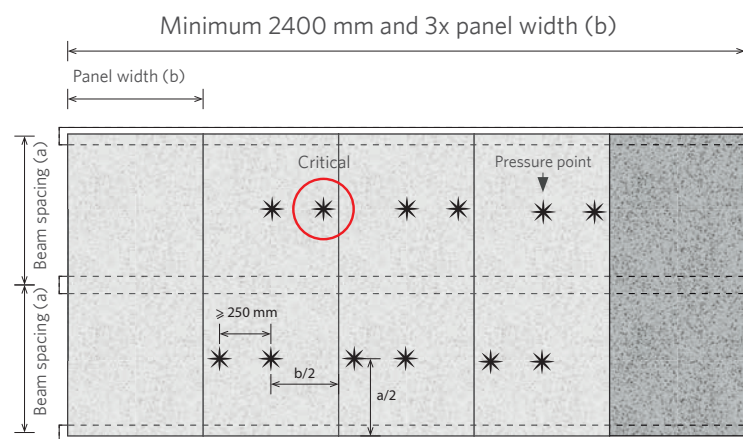 Minimum 2400 mm and 3x panel width (b)
Panel width (b)
Beam spacing (a)
Critical
Pressure point
Beam spacing (a)
⩾ 250 mm
b/2
a/2